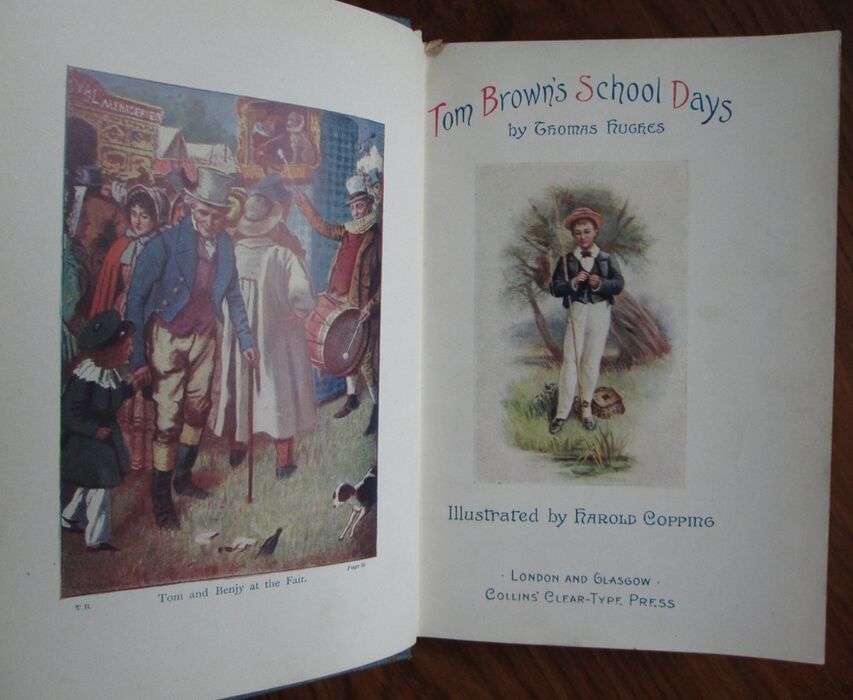 YAL MENAGERIE
Tom and Benjy at the Fair.
T. B.
Tom Brown's School Days
by Thomas Hughes
Illustrated by Harold Copping
· London and Glasgow ·
Collins' Clear-Type Press